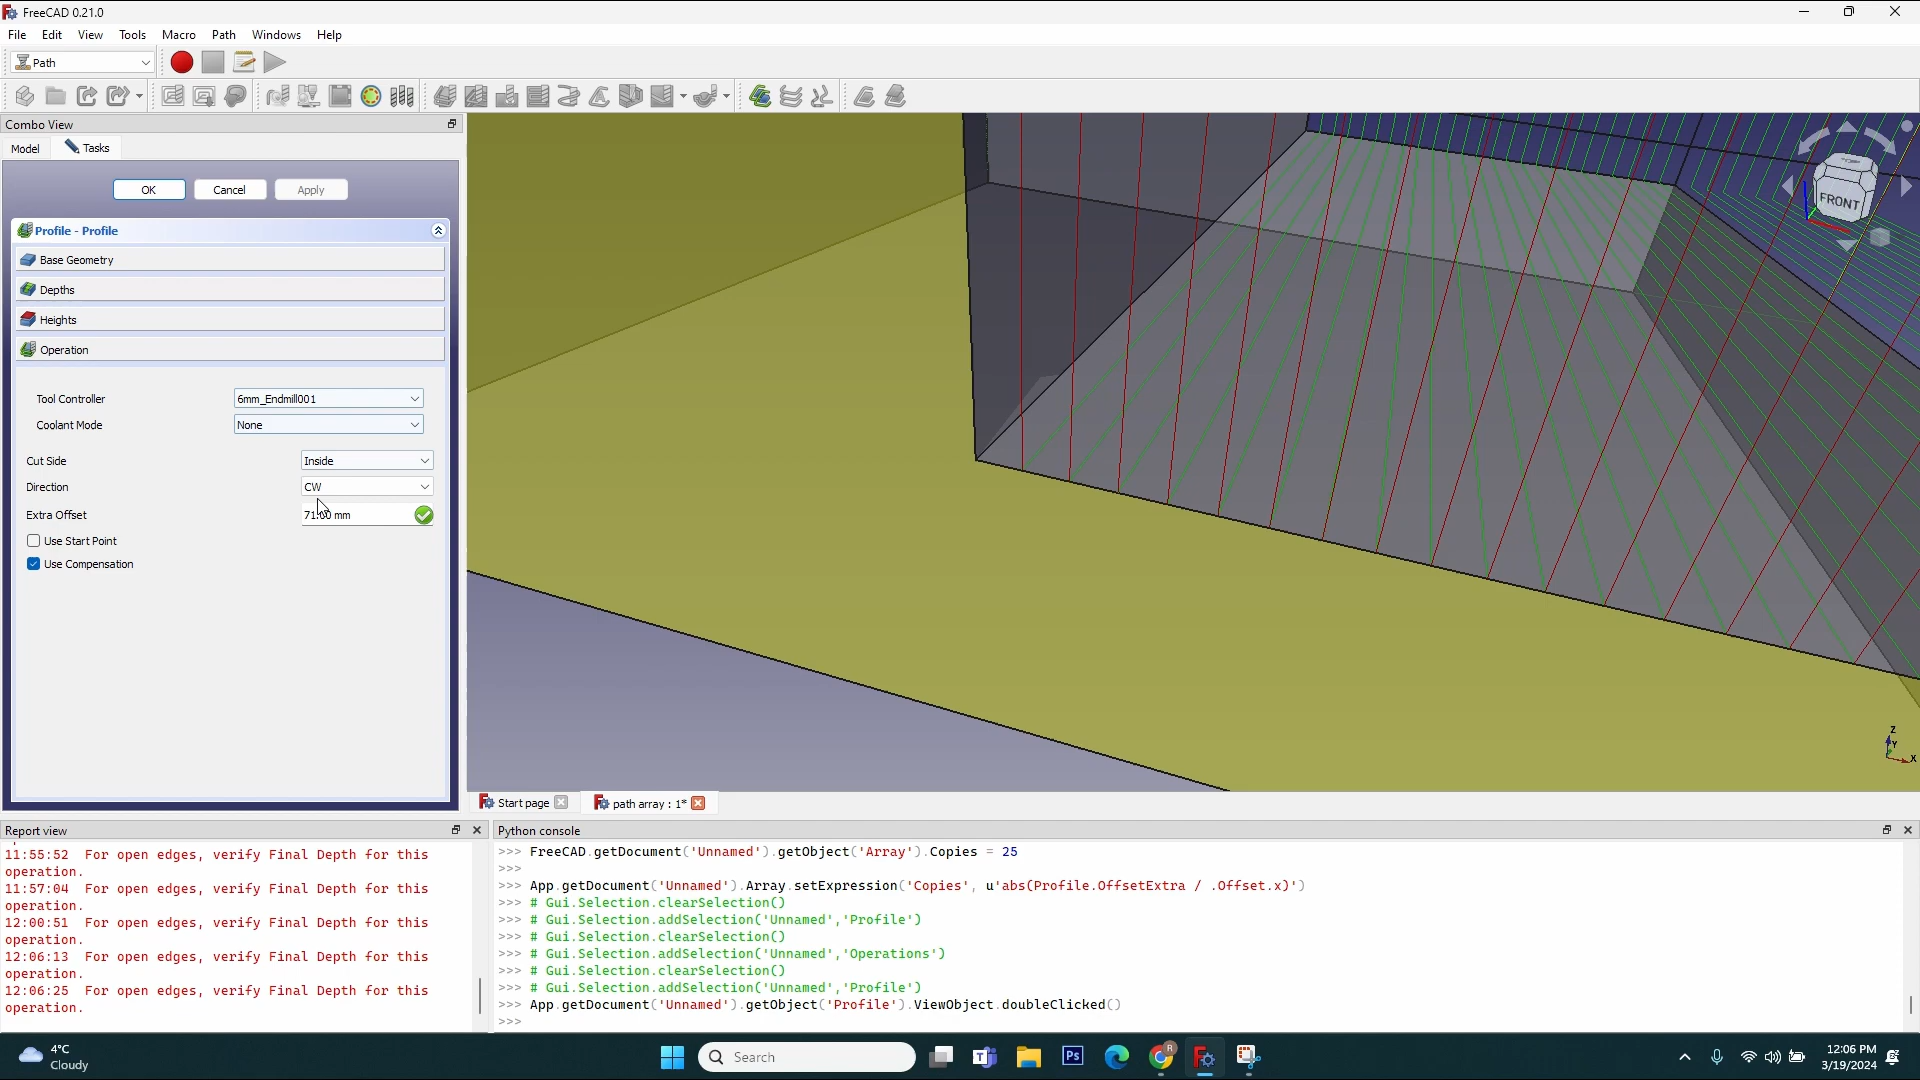 FreeCAD 0.21.0
File Edit View Tools Macro Path Windows Help
Path
Combo View
Model Tasks
OK Cancel Apply
Profile - Profile
Base Geometry
Depths
Heights
Operation
Tool Controller 6mm_Endmill001
Coolant Mode None
Cut Side Inside
Direction CW
Extra Offset 71.00 mm
Use Start Point
Use Compensation
FRONT
Z
Y
X
Start page path array : 1*
Report view
11:55:52 For open edges, verify Final Depth for this
operation.
11:57:04 For open edges, verify Final Depth for this
operation.
12:00:51 For open edges, verify Final Depth for this
operation.
12:06:13 For open edges, verify Final Depth for this
operation.
12:06:25 For open edges, verify Final Depth for this
operation.
Python console
>>> FreeCAD.getDocument('Unnamed').getObject('Array').Copies = 25
>>>
>>> App.getDocument('Unnamed').Array.setExpression('Copies', u'abs(Profile.OffsetExtra / .Offset.x)')
>>> # Gui.Selection.clearSelection()
>>> # Gui.Selection.addSelection('Unnamed','Profile')
>>> # Gui.Selection.clearSelection()
>>> # Gui.Selection.addSelection('Unnamed','Operations')
>>> # Gui.Selection.clearSelection()
>>> # Gui.Selection.addSelection('Unnamed','Profile')
>>> App.getDocument('Unnamed').getObject('Profile').ViewObject.doubleClicked()
>>>
4°C
Cloudy
Search
Ps
R
12:06 PM
3/19/2024